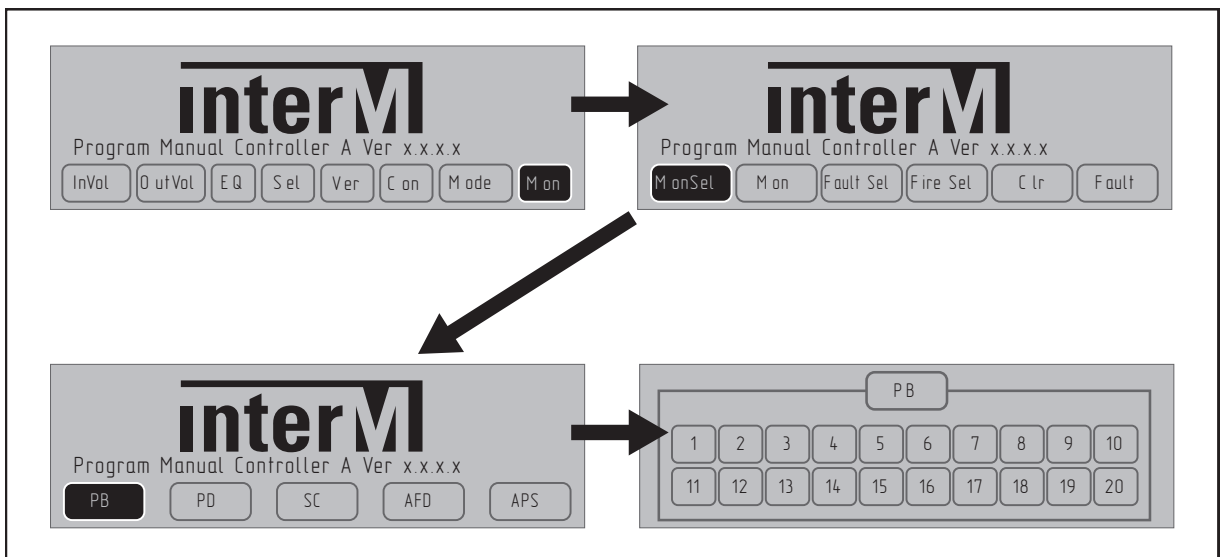 interM
Program Manual Controller A Ver x.x.x.x
InVol OutVol EQ Sel Ver Con Mode Mon
interM
Program Manual Controller A Ver x.x.x.x
MonSel Mon Fault Sel Fire Sel Clr Fault
interM
Program Manual Controller A Ver x.x.x.x
PB PD SC AFD APS
PB
1 2 3 4 5 6 7 8 9 10
11 12 13 14 15 16 17 18 19 20